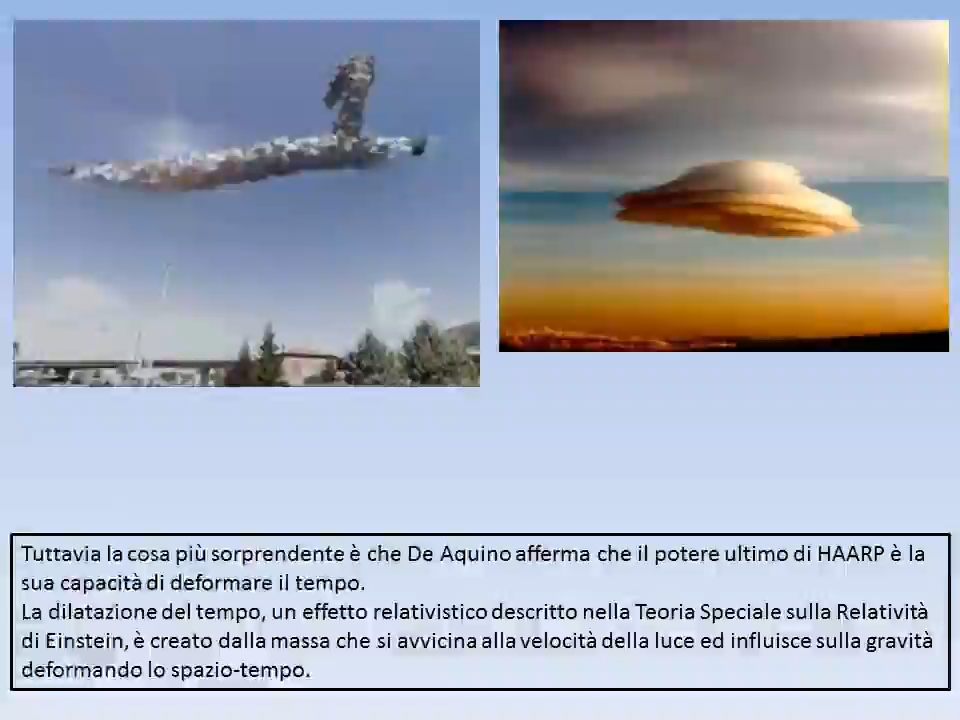 Tuttavia la cosa più sorprendente è che De Aquino afferma che il potere ultimo di HAARP è la
sua capacità di deformare il tempo.
La dilatazione del tempo, un effetto relativistico descritto nella Teoria Speciale sulla Relatività
di Einstein, è creato dalla massa che si avvicina alla velocità della luce ed influisce sulla gravità
deformando lo spazio-tempo.